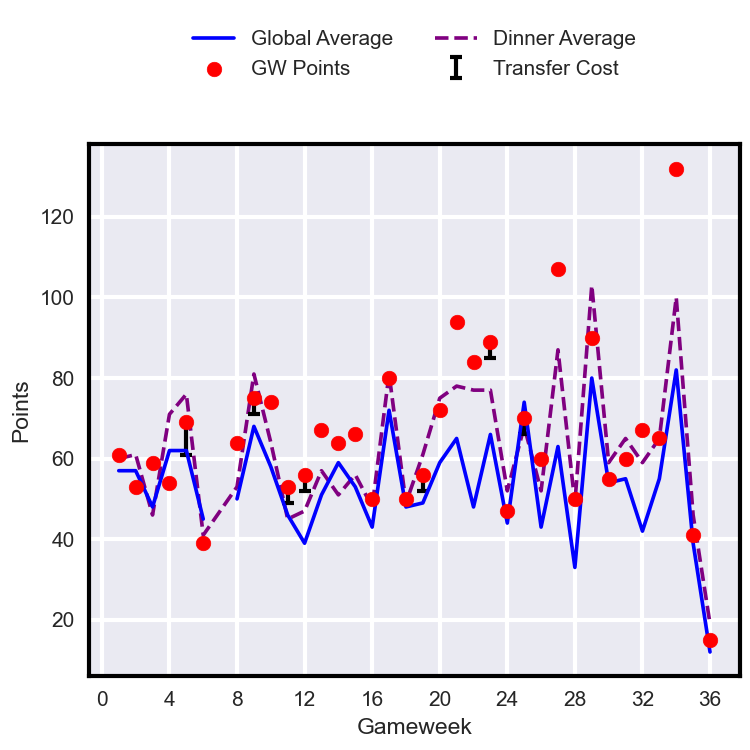 Global Average
Dinner Average
GW Points
Transfer Cost
120
100
80
60
40
20
Points
0 4 8 12 16 20 24 28 32 36
Gameweek